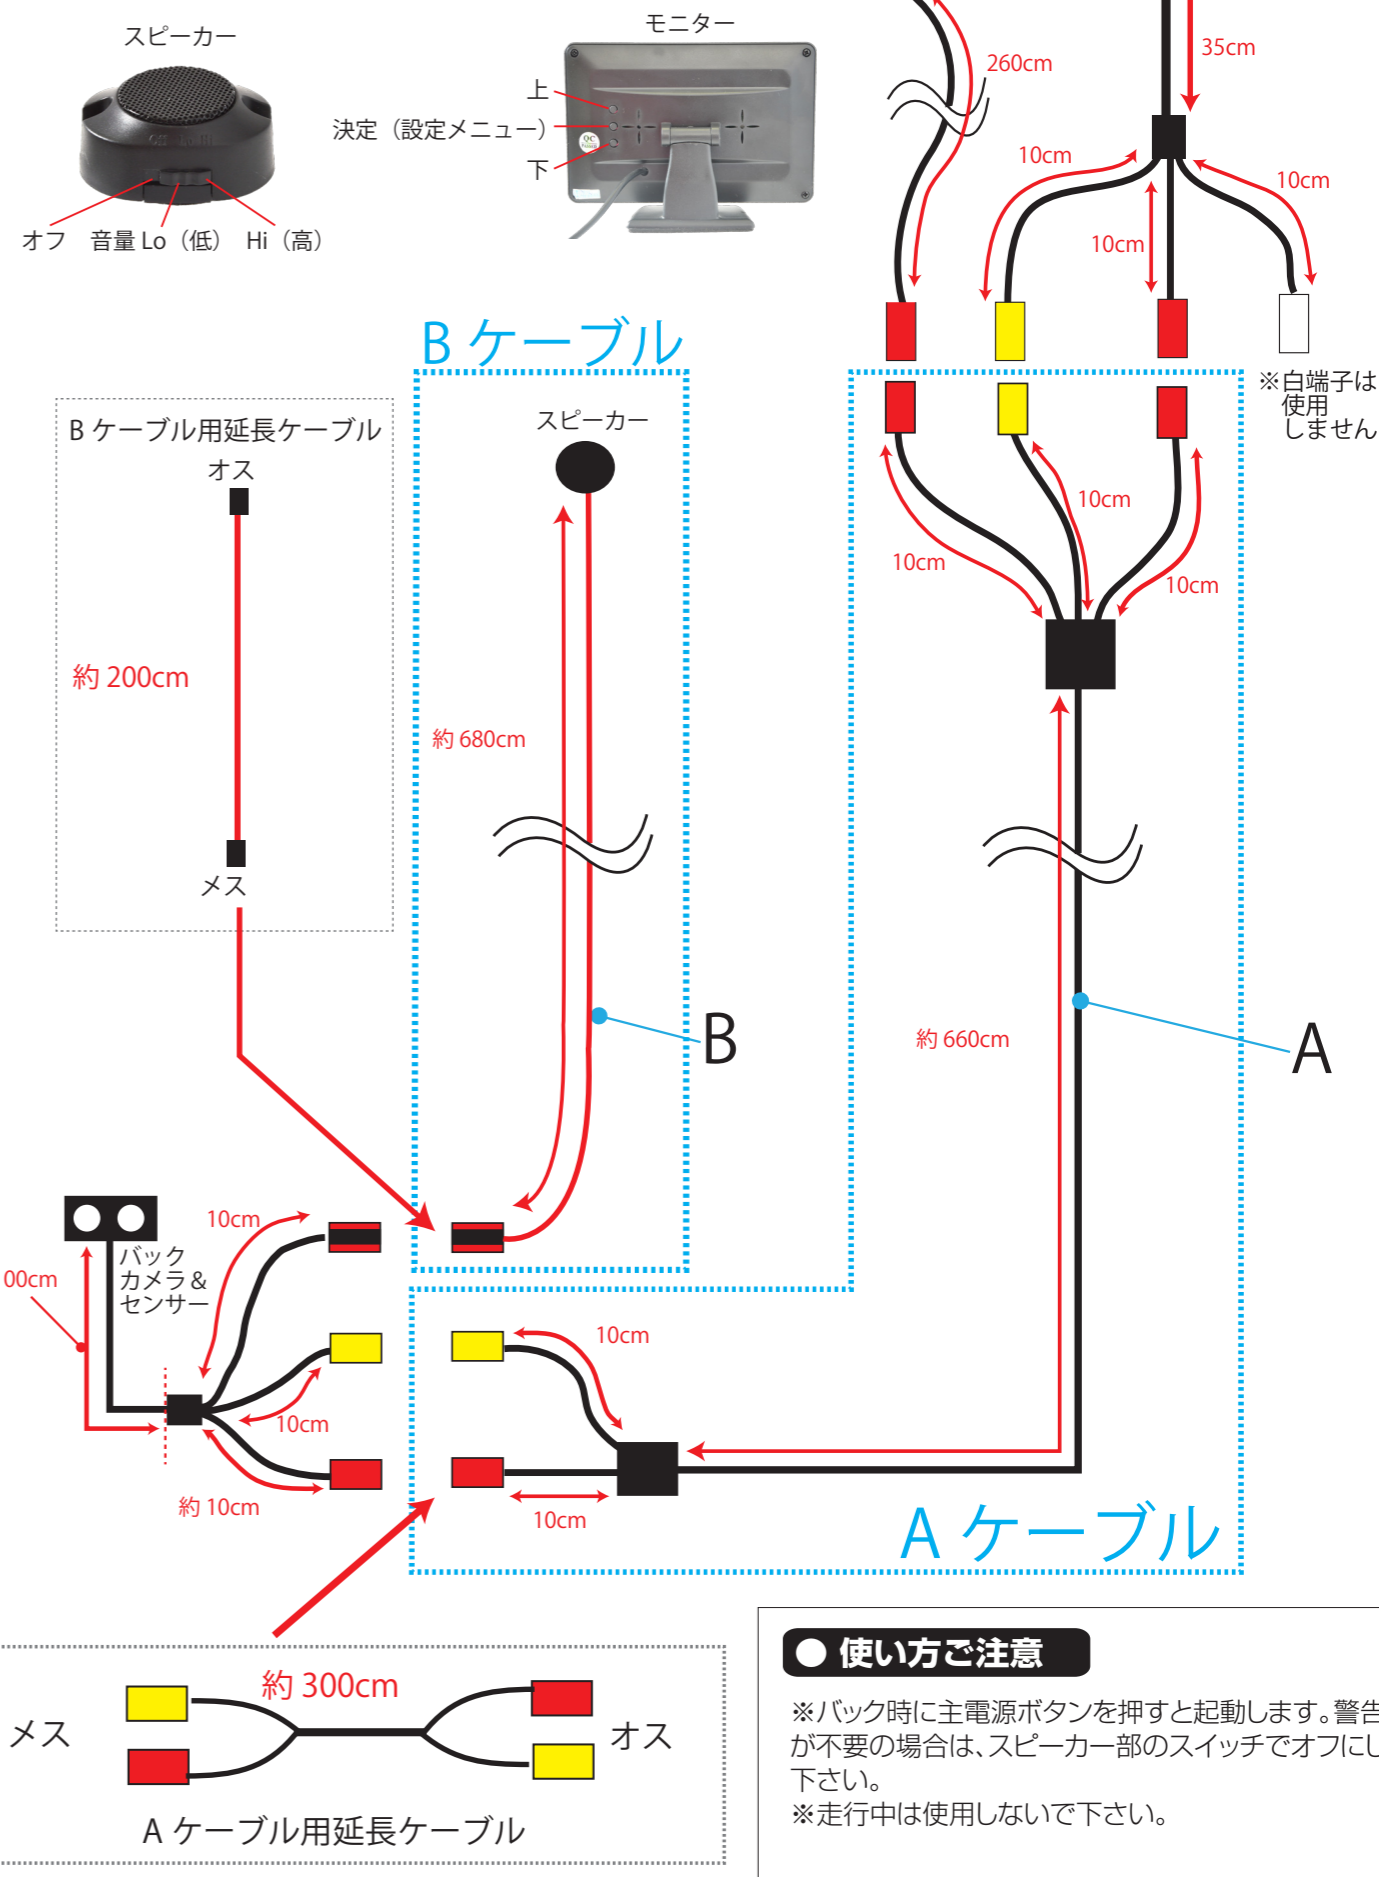 スピーカー
オフ 音量 Lo（低） Hi（高）
モニター
上
決定（設定メニュー）
下
QC
260cm
35cm
10cm
10cm
10cm
※白端子は
使用
しません
B ケーブル
スピーカー
約 680cm
B
B ケーブル用延長ケーブル
オス
約 200cm
メス
10cm
10cm
10cm
約 660cm
A
バック
カメラ＆
センサー
00cm
10cm
10cm
約 10cm
10cm
10cm
A ケーブル
約 300cm
メス
オス
A ケーブル用延長ケーブル
● 使い方ご注意
※バック時に主電源ボタンを押すと起動します。警告
が不要の場合は、スピーカー部のスイッチでオフにし
下さい。
※走行中は使用しないで下さい。